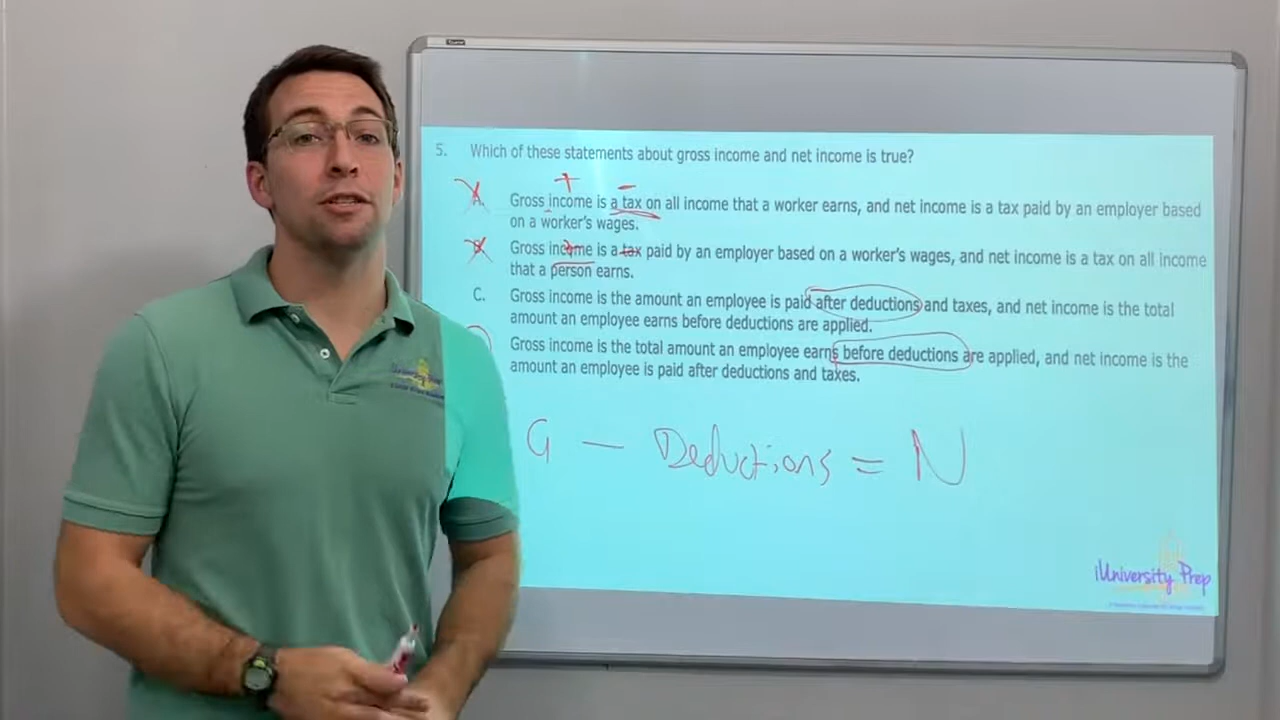 5. Which of these statements about gross income and net income is true?
+ -
A. Gross income is a tax on all income that a worker earns, and net income is a tax paid by an employer based
on a worker's wages.
B. Gross income is a tax paid by an employer based on a worker's wages, and net income is a tax on all income
that a person earns.
C. Gross income is the amount an employee is paid after deductions and taxes, and net income is the total
amount an employee earns before deductions are applied.
Gross income is the total amount an employee earns before deductions are applied, and net income is the
amount an employee is paid after deductions and taxes.
G - Deductions = N
iUniversity Prep
iUniversity Prep